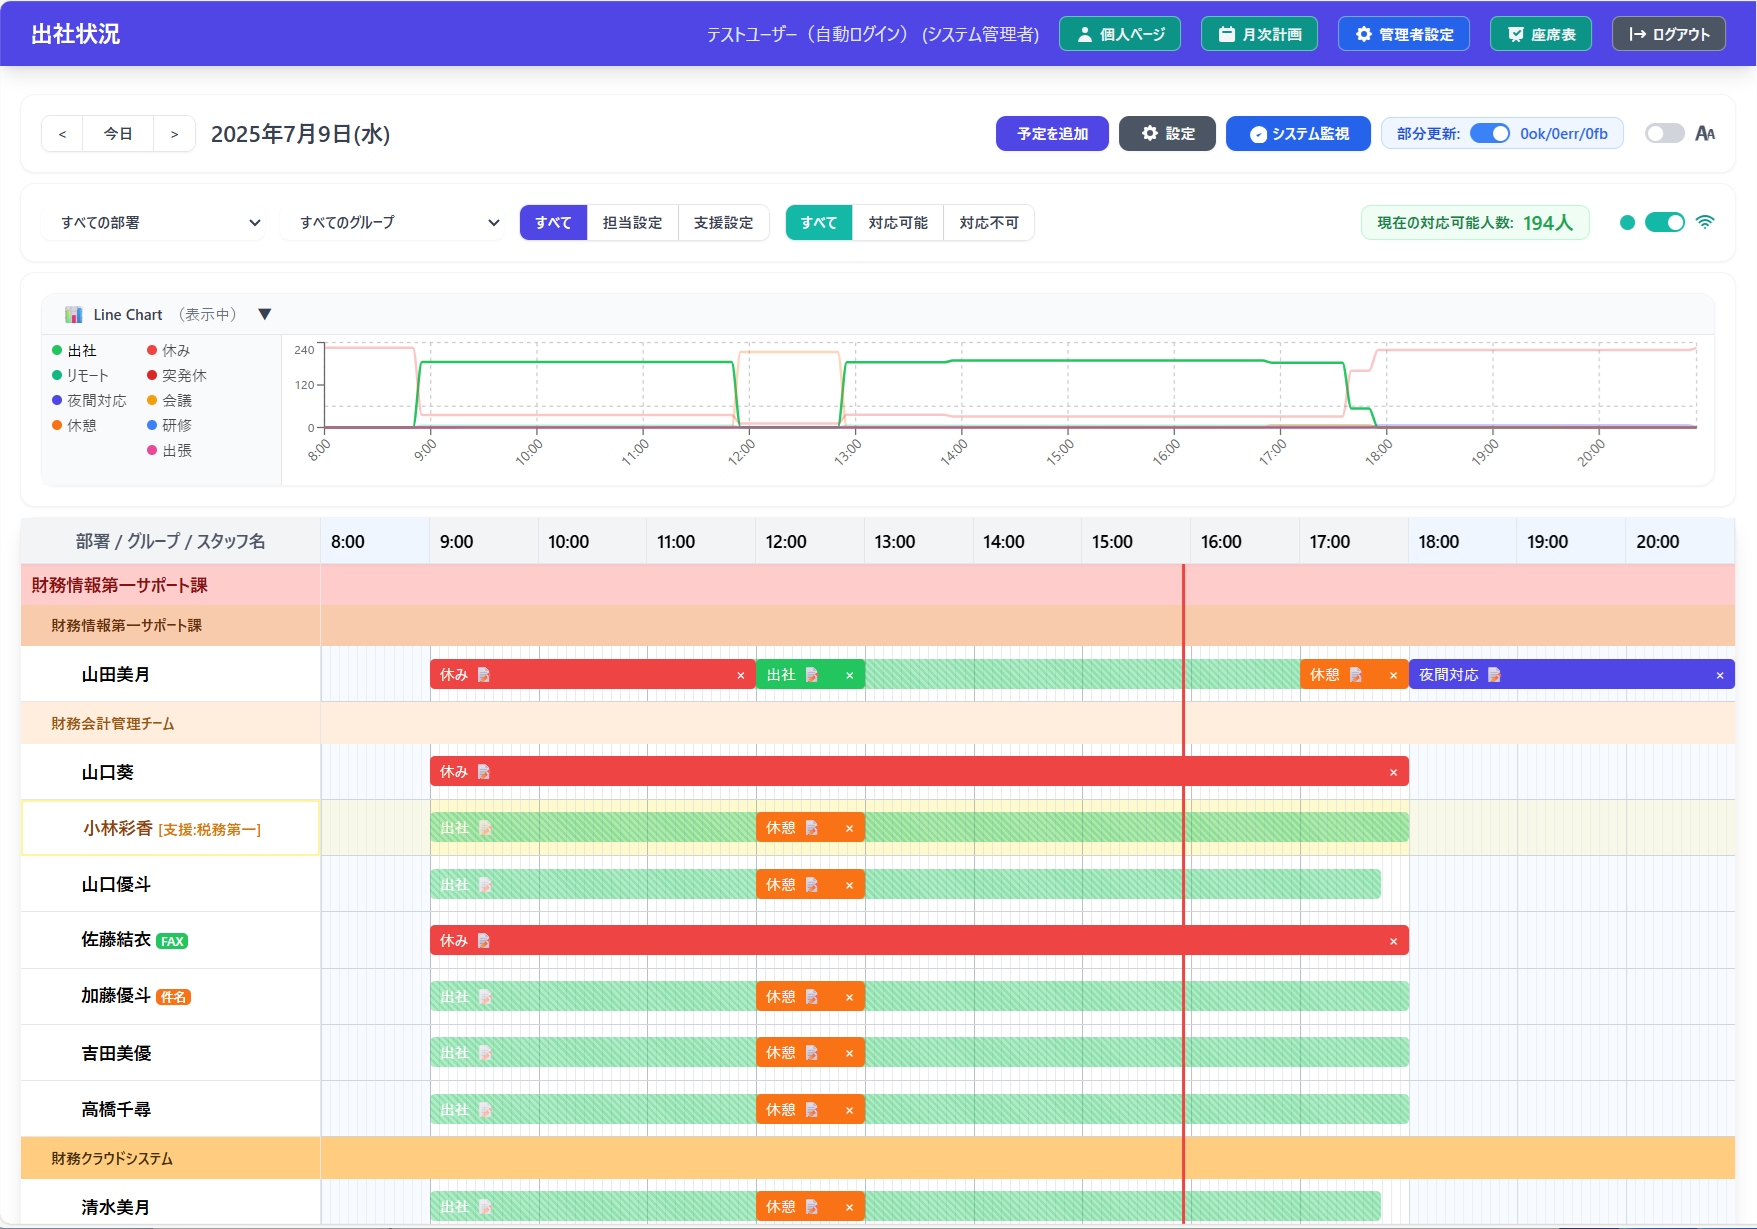 出社状況
テストユーザー（自動ログイン）(システム管理者)
個人ページ
月次計画
管理者設定
座席表
ログアウト
< 今日 > 2025年7月9日(水)
予定を追加
設定
システム監視
部分更新: 0ok/0err/0fb
AA
すべての部署
すべてのグループ
すべて 担当設定 支援設定
すべて 対応可能 対応不可
現在の対応可能人数: 194人
Line Chart （表示中） ▼
出社 休み
リモート 突発休
夜間対応 会議
休憩 研修
出張
240
120
0
8:00 9:00 10:00 11:00 12:00 13:00 14:00 15:00 16:00 17:00 18:00 19:00 20:00
部署 / グループ / スタッフ名 8:00 9:00 10:00 11:00 12:00 13:00 14:00 15:00 16:00 17:00 18:00 19:00 20:00
財務情報第一サポート課
財務情報第一サポート課
山田美月 休み × 出社 × 休憩 × 夜間対応 ×
財務会計管理チーム
山口葵 休み ×
小林彩香 [支援:税務第一] 出社 休憩 ×
山口優斗 出社 休憩 ×
佐藤結衣 FAX 休み ×
加藤優斗 件名 出社 休憩 ×
吉田美優 出社 休憩 ×
高橋千尋 出社 休憩 ×
財務クラウドシステム
清水美月 出社 休憩 ×